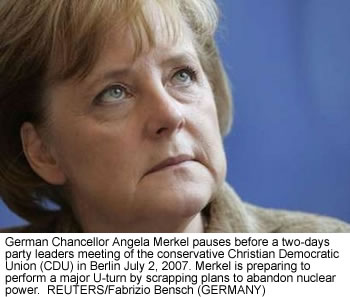 German Chancellor Angela Merkel pauses before a two-days
party leaders meeting of the conservative Christian Democratic
Union (CDU) in Berlin July 2, 2007. Merkel is preparing to
perform a major U-turn by scrapping plans to abandon nuclear
power.  REUTERS/Fabrizio Bensch (GERMANY)